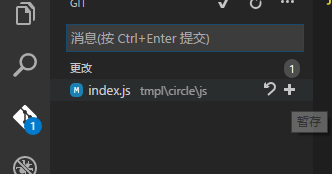 GIT
消息(按 Ctrl+Enter 提交)
更改 1
M index.js tmpl\circle\js
1
暂存